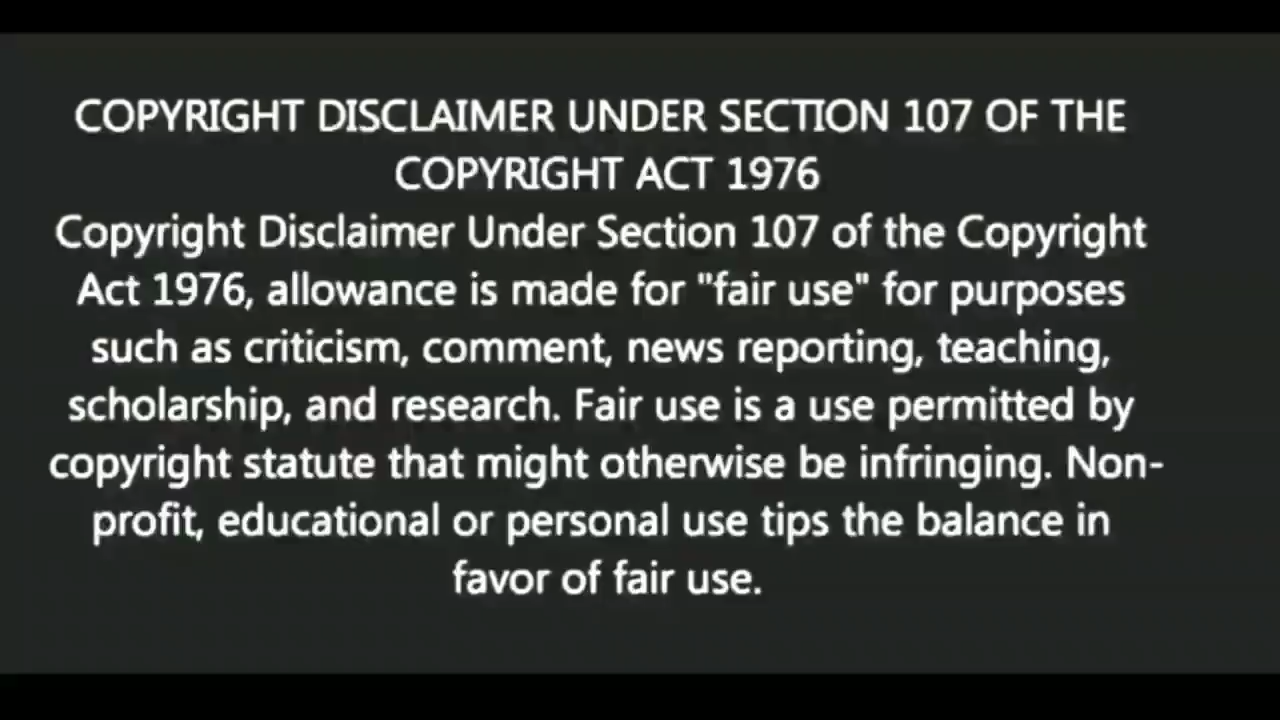 COPYRIGHT DISCLAIMER UNDER SECTION 107 OF THE
COPYRIGHT ACT 1976
Copyright Disclaimer Under Section 107 of the Copyright
Act 1976, allowance is made for "fair use" for purposes
such as criticism, comment, news reporting, teaching,
scholarship, and research. Fair use is a use permitted by
copyright statute that might otherwise be infringing. Non-
profit, educational or personal use tips the balance in
favor of fair use.